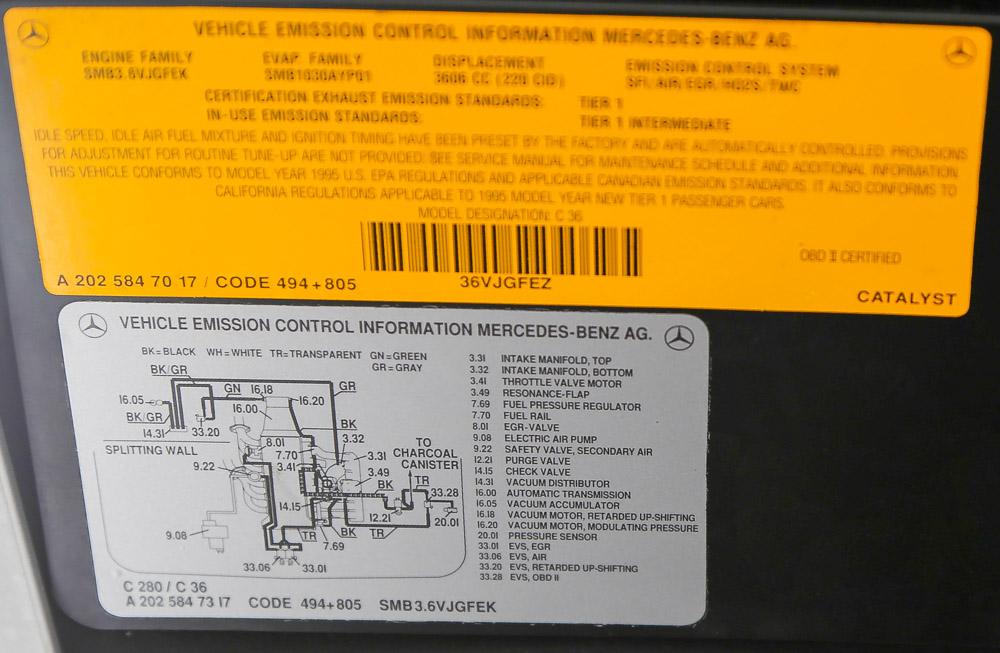 VEHICLE EMISSION CONTROL INFORMATION MERCEDES-BENZ AG.
ENGINE FAMILY EVAP. FAMILY DISPLACEMENT EMISSION CONTROL SYSTEM
SMB3.6VJGFEK SMB1030AYP01 3606 CC (220 CID) SFI/AIR/EGR/HO2S/TWC
CERTIFICATION EXHAUST EMISSION STANDARDS: TIER 1
IN-USE EMISSION STANDARDS: TIER 1 INTERMEDIATE
IDLE SPEED, IDLE AIR FUEL MIXTURE AND IGNITION TIMING HAVE BEEN PRESET BY THE FACTORY AND ARE AUTOMATICALLY CONTROLLED. PROVISIONS
FOR ADJUSTMENT FOR ROUTINE TUNE-UP ARE NOT PROVIDED. SEE SERVICE MANUAL FOR MAINTENANCE SCHEDULE AND ADDITIONAL INFORMATION.
THIS VEHICLE CONFORMS TO MODEL YEAR 1995 U.S. EPA REGULATIONS AND APPLICABLE CANADIAN EMISSION STANDARDS. IT ALSO CONFORMS TO
CALIFORNIA REGULATIONS APPLICABLE TO 1995 MODEL YEAR NEW TIER 1 PASSENGER CARS.
MODEL DESIGNATION: C 36
OBD II CERTIFIED
A 202 584 70 17 / CODE 494+805 36VJGFEZ CATALYST
VEHICLE EMISSION CONTROL INFORMATION MERCEDES-BENZ AG.
BK=BLACK WH=WHITE TR=TRANSPARENT GN=GREEN
GR=GRAY
BK/GR
GN 16.18 GR
16.05 16.20
16.00
BK/GR
14.31 33.20 BK
8.01 3.32
SPLITTING WALL 7.70 3.31
TO
CHARCOAL
CANISTER
9.22 3.41 3.49
BK TR
33.28
14.15 12.21 20.01
9.08 TR BK TR
7.69
33.06 33.01
3.31 INTAKE MANIFOLD, TOP
3.32 INTAKE MANIFOLD, BOTTOM
3.41 THROTTLE VALVE MOTOR
3.49 RESONANCE-FLAP
7.69 FUEL PRESSURE REGULATOR
7.70 FUEL RAIL
8.01 EGR-VALVE
9.08 ELECTRIC AIR PUMP
9.22 SAFETY VALVE, SECONDARY AIR
12.21 PURGE VALVE
14.15 CHECK VALVE
14.31 VACUUM DISTRIBUTOR
16.00 AUTOMATIC TRANSMISSION
16.05 VACUUM ACCUMULATOR
16.18 VACUUM MOTOR, RETARDED UP-SHIFTING
16.20 VACUUM MOTOR, MODULATING PRESSURE
20.01 PRESSURE SENSOR
33.01 EVS, EGR
33.06 EVS, AIR
33.20 EVS, RETARDED UP-SHIFTING
33.28 EVS, OBD II
C 280 / C 36
A 202 584 73 17 CODE 494+805 SMB3.6VJGFEK